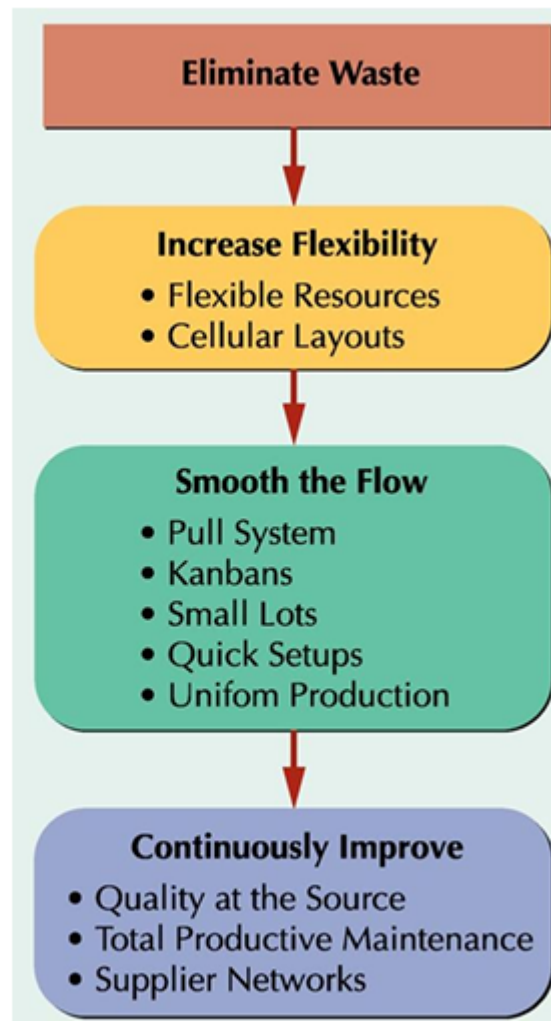 Eliminate Waste
Increase Flexibility
• Flexible Resources
• Cellular Layouts
Smooth the Flow
• Pull System
• Kanbans
• Small Lots
• Quick Setups
• Unifom Production
Continuously Improve
• Quality at the Source
• Total Productive Maintenance
• Supplier Networks